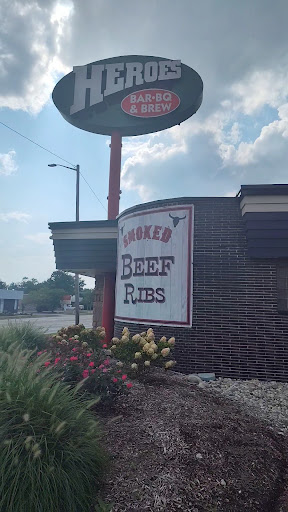 HEROES
BAR-BQ
& BREW
SMOKED
BEEF
RIBS